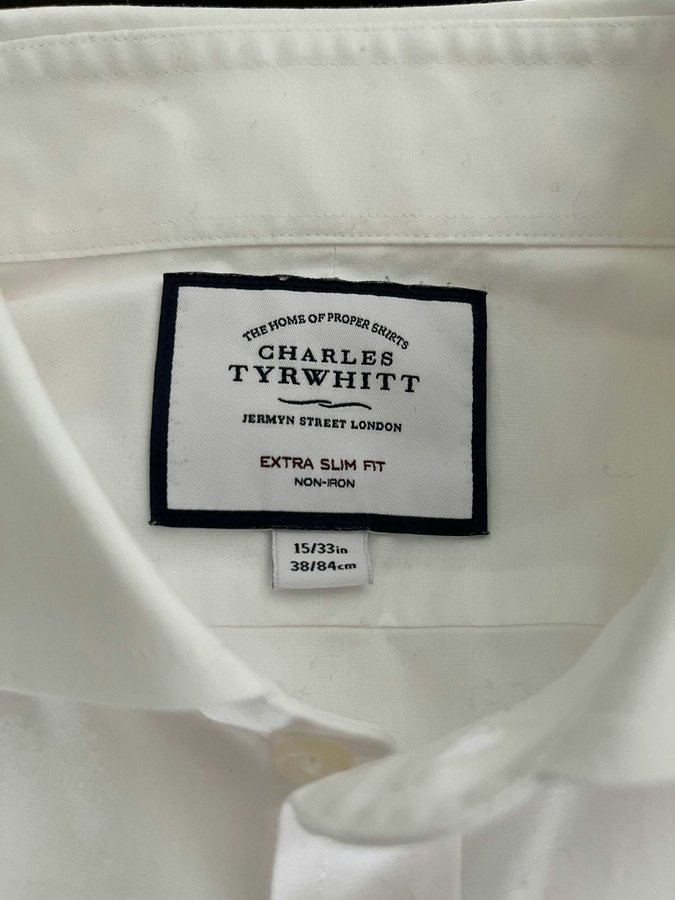 THE HOME OF PROPER SHIRTS
CHARLES
TYRWHITT
JERMYN STREET LONDON
EXTRA SLIM FIT
NON-IRON
15/33in
38/84cm